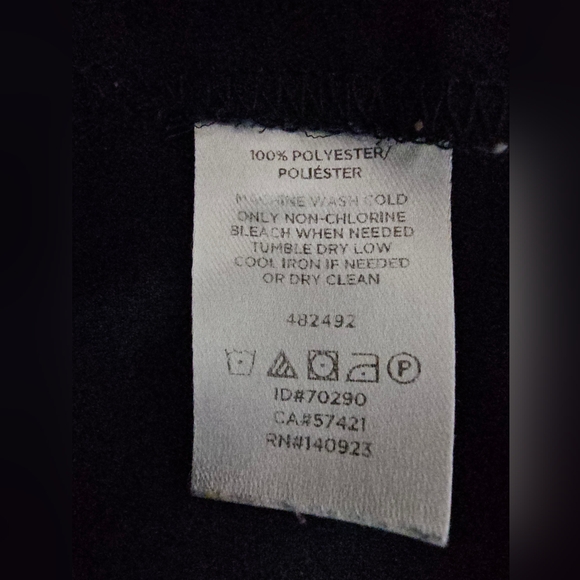 100% POLYESTER/
POLIÉSTER
MACHINE WASH COLD
ONLY NON-CHLORINE
BLEACH WHEN NEEDED
TUMBLE DRY LOW
COOL IRON IF NEEDED
OR DRY CLEAN
482492
P
ID#70290
CA#57421
RN#140923